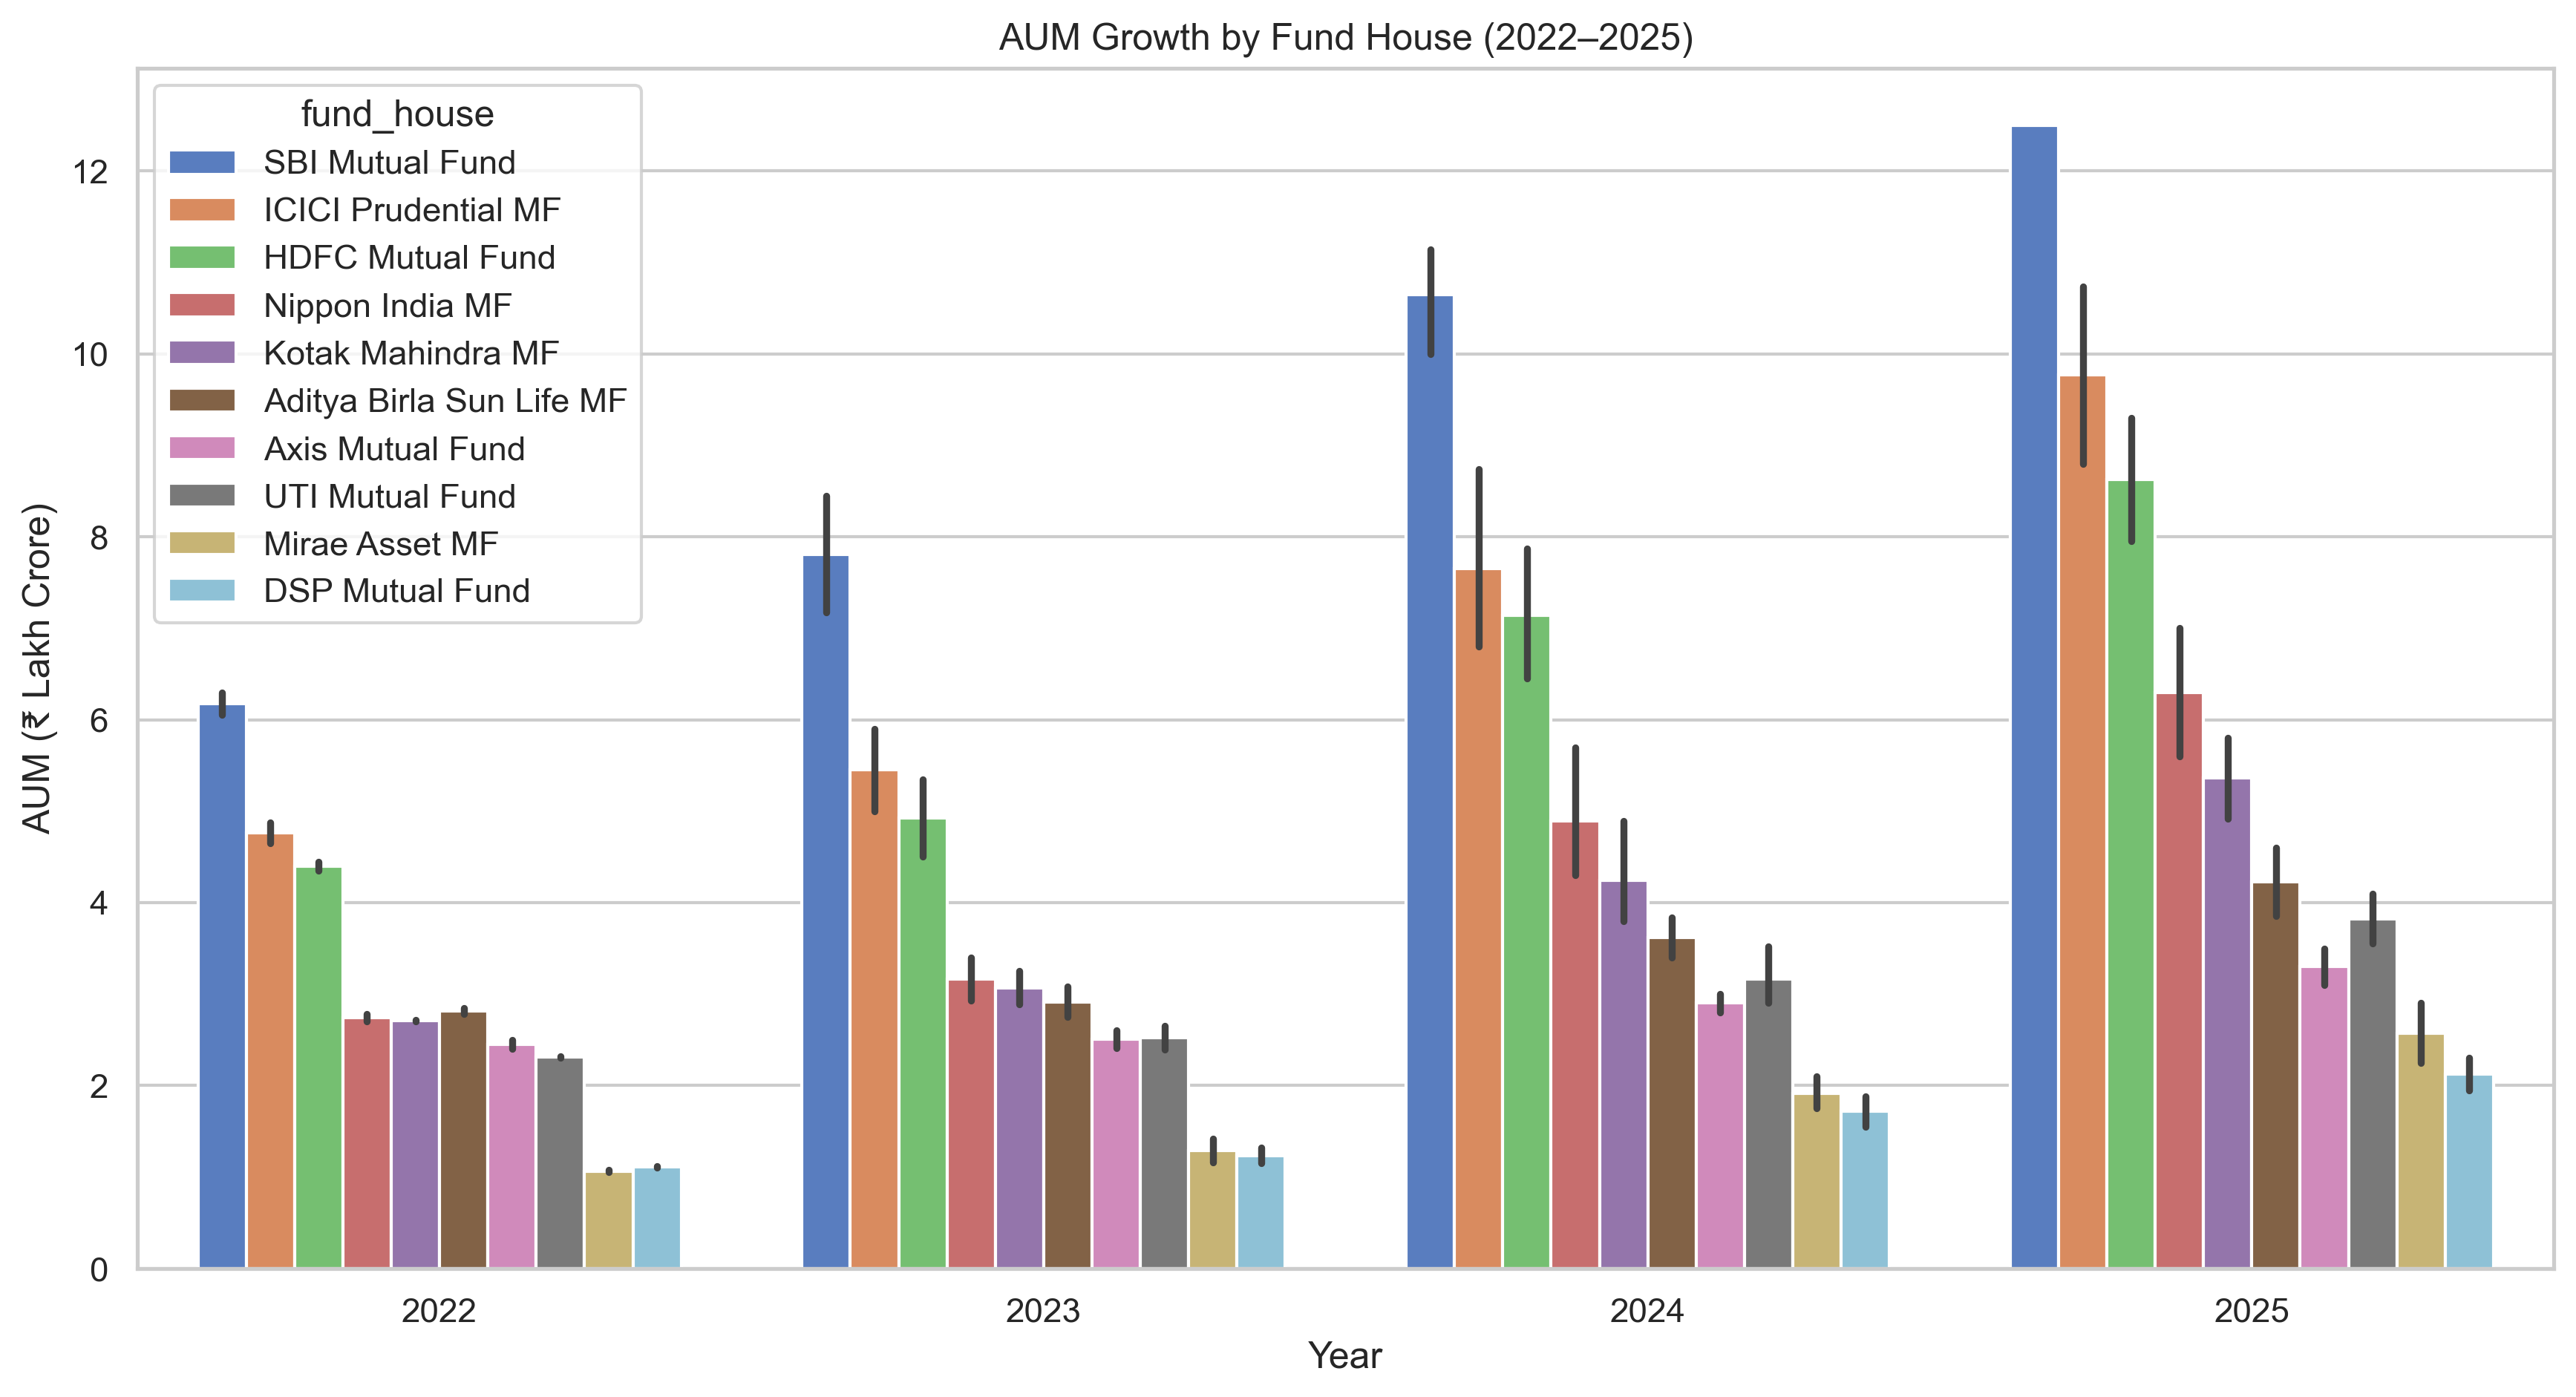 AUM Growth by Fund House (2022–2025)
fund_house
SBI Mutual Fund
ICICI Prudential MF
HDFC Mutual Fund
Nippon India MF
Kotak Mahindra MF
Aditya Birla Sun Life MF
Axis Mutual Fund
UTI Mutual Fund
Mirae Asset MF
DSP Mutual Fund
AUM (₹ Lakh Crore)
12
10
8
6
4
2
0
2022
2023
2024
2025
Year